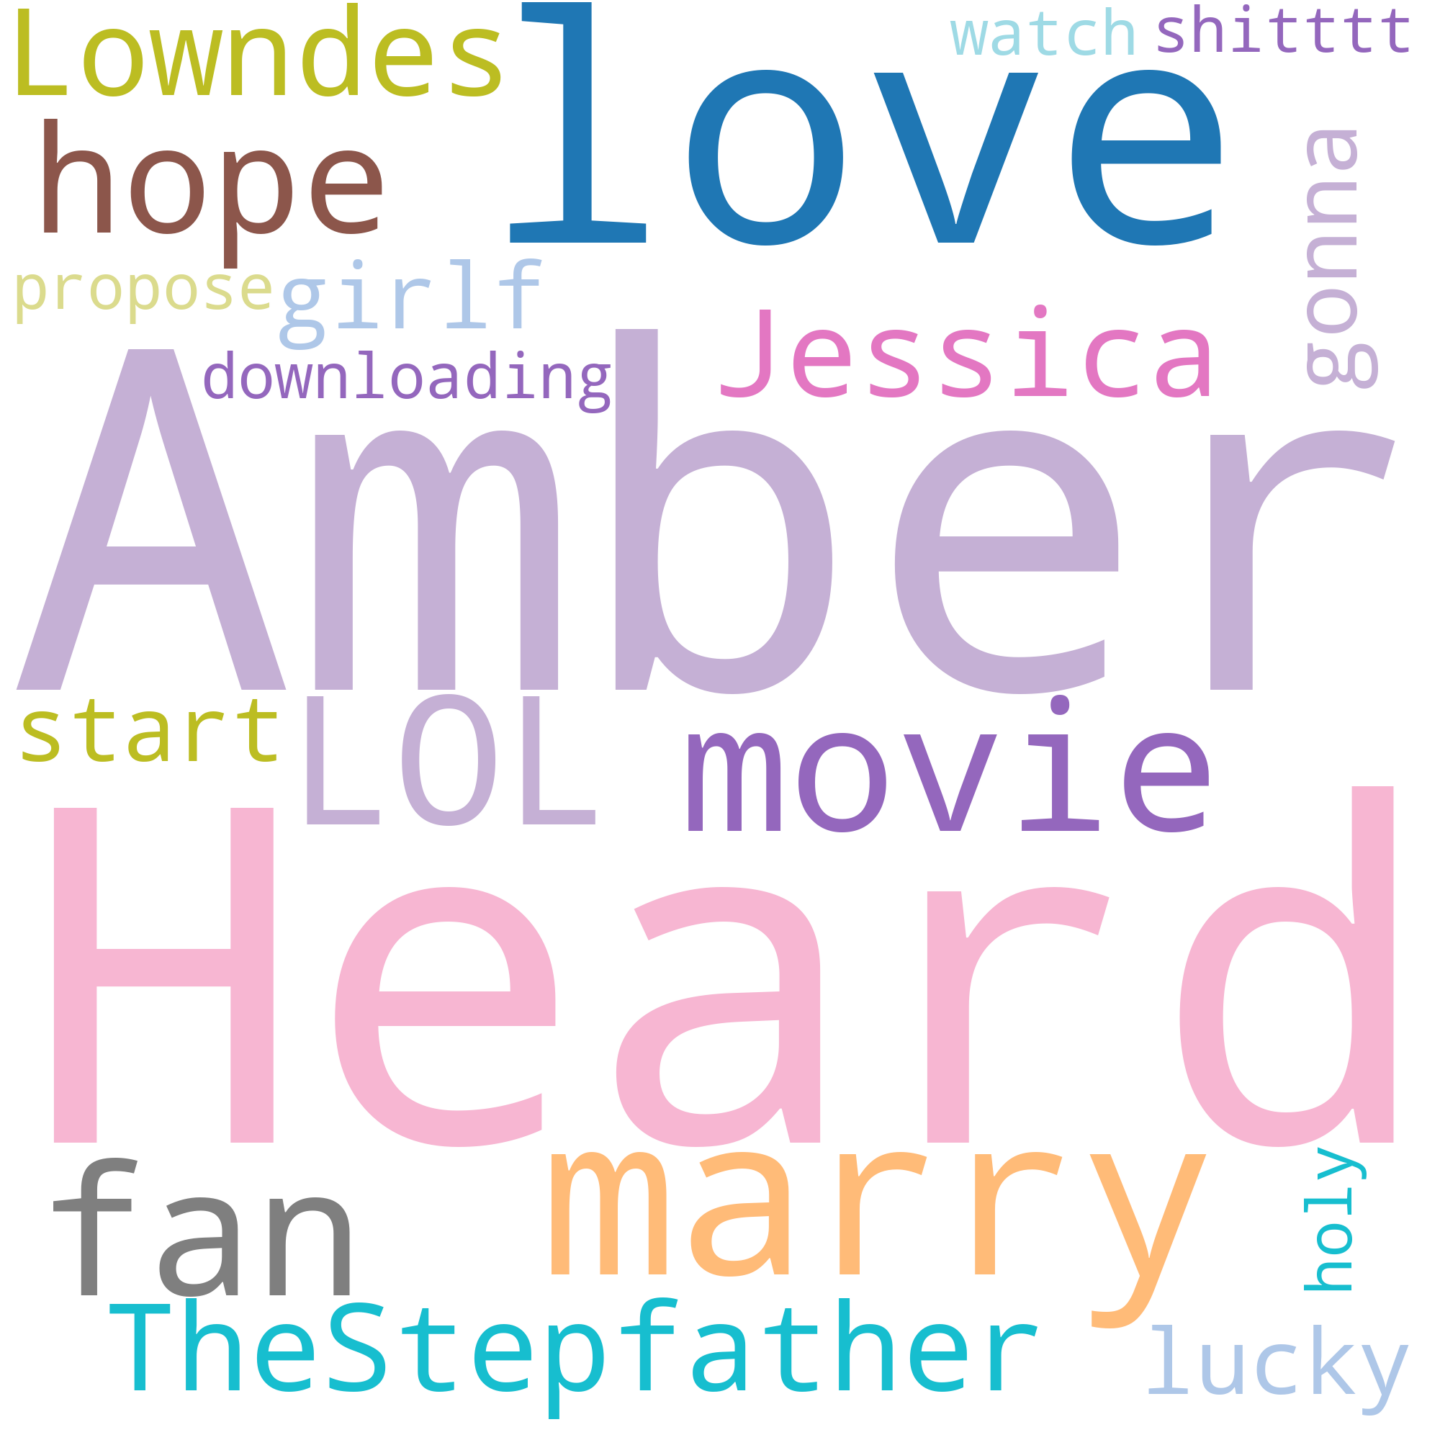 Lowndes
love
watch
shitttt
hope
gonna
propose
girlf
downloading
Jessica
Amber
start
LOL
movie
Heard
fan
marry
holy
TheStepfather
lucky